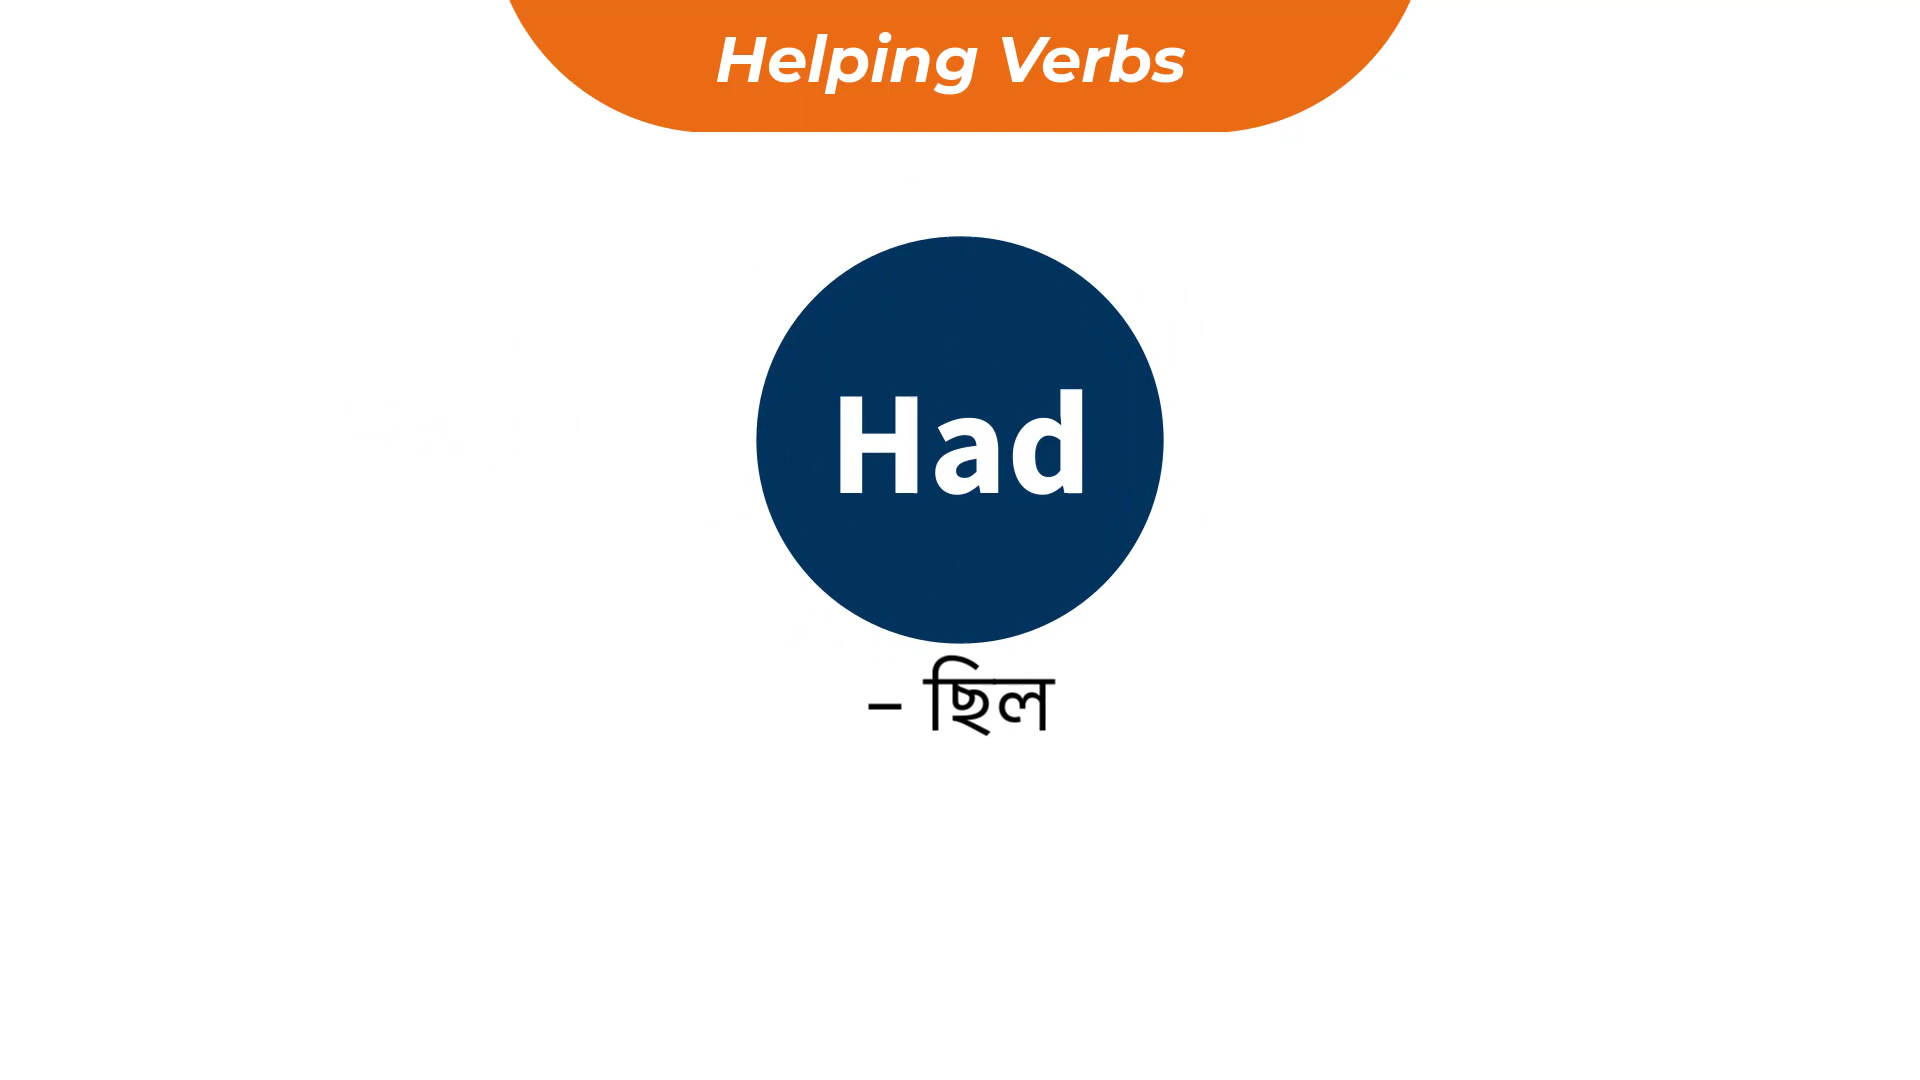 Helping Verbs
Had
– ছিল